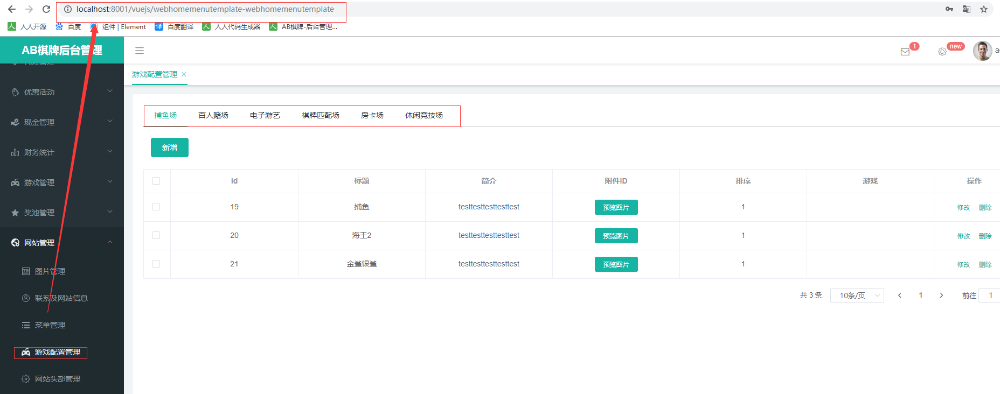 localhost:8001/vuejs/webhomemenutemplate-webhomemenutemplate
人人开源 百度 组件 | Element 百度翻译 人人代码生成器 AB棋牌-后台管理...
AB棋牌后台管理
1
new
游戏配置管理
优惠活动
现金管理
财务统计
游戏管理
奖池管理
网站管理
图片管理
联系及网站信息
菜单管理
游戏配置管理
网站头部管理
捕鱼场 百人赌场 电子游艺 棋牌匹配场 房卡场 休闲竞技场
新增
id 标题 简介 附件ID 排序 游戏 操作
19 捕鱼 testtesttesttesttest 预览图片 1 修改 删除
20 海王2 testtesttesttesttest 预览图片 1 修改 删除
21 金鲨银鲨 testtesttesttesttest 预览图片 1 修改 删除
共 3 条 10条/页 1 前往 1